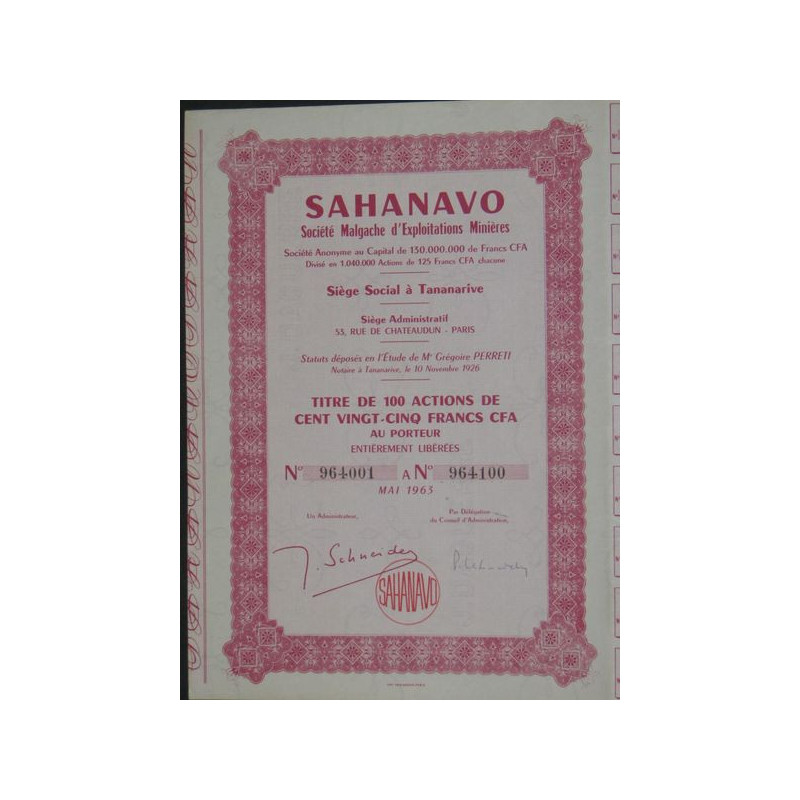 SAHANAVO
Société Malgache d'Exploitations Minières
Société Anonyme au Capital de 130.000.000 de Francs CFA
Divisé en 1.040.000 Actions de 125 Francs CFA chacune
Siège Social à Tananarive
Siège Administratif
53, RUE DE CHATEAUDUN - PARIS
Statuts déposés en l'Étude de Me Grégoire PERRETI
Notaire à Tananarive, le 10 Novembre 1926
TITRE DE 100 ACTIONS DE
CENT VINGT-CINQ FRANCS CFA
AU PORTEUR
ENTIÈREMENT LIBÉRÉES
No 964001 A No 964100
MAI 1963
Un Administrateur, Par Délégation
du Conseil d'Administration,
J. Schneider
SAHANAVO